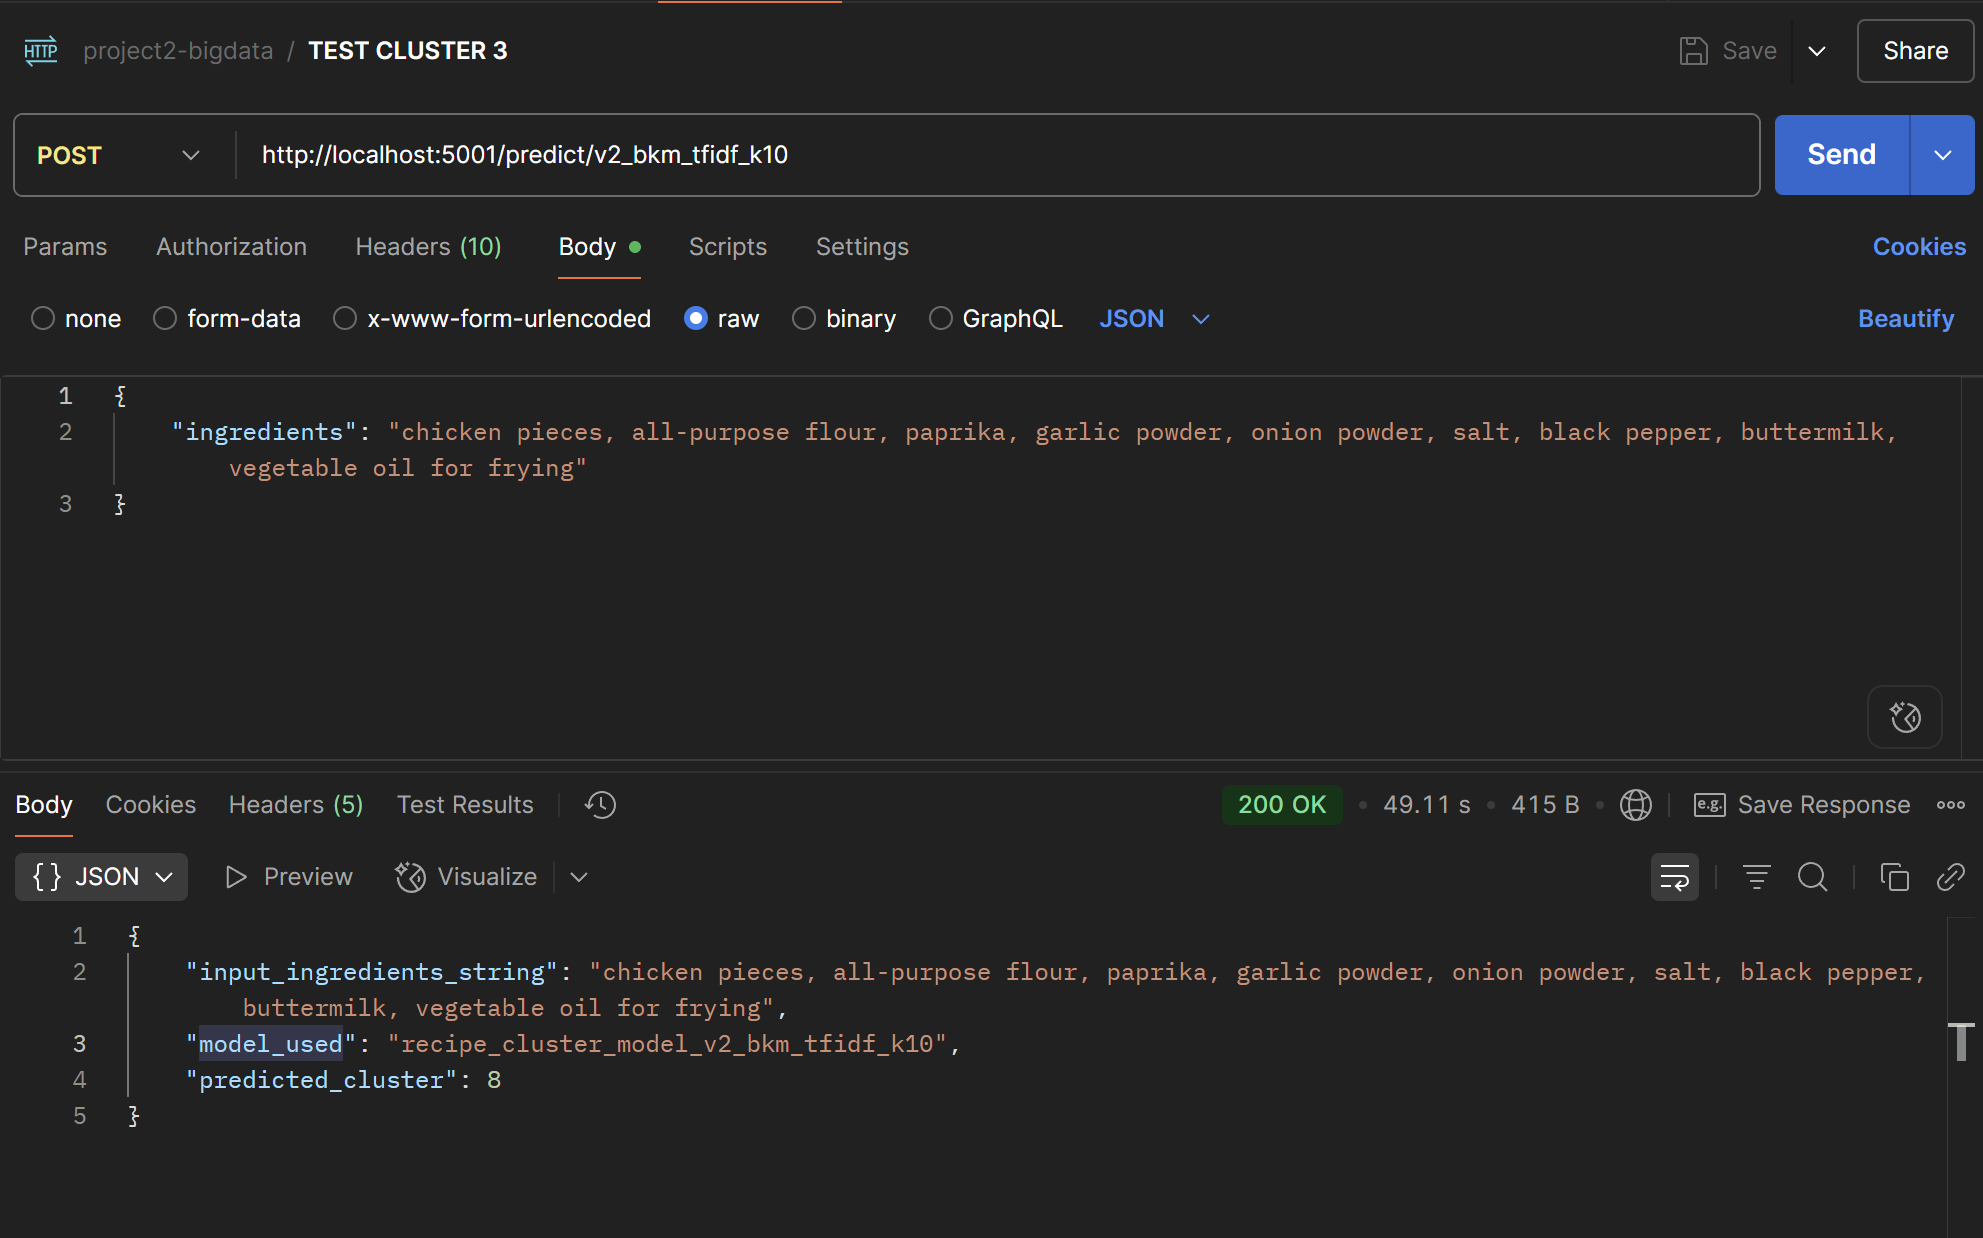 HTTP project2-bigdata / TEST CLUSTER 3 Save Share
POST http://localhost:5001/predict/v2_bkm_tfidf_k10 Send
Params Authorization Headers (10) Body Scripts Settings Cookies
none form-data x-www-form-urlencoded raw binary GraphQL JSON Beautify
1 {
2 "ingredients": "chicken pieces, all-purpose flour, paprika, garlic powder, onion powder, salt, black pepper, buttermilk,
vegetable oil for frying"
3 }
Body Cookies Headers (5) Test Results 200 OK • 49.11 s • 415 B • e.g. Save Response
{} JSON Preview Visualize
1 {
2 "input_ingredients_string": "chicken pieces, all-purpose flour, paprika, garlic powder, onion powder, salt, black pepper,
buttermilk, vegetable oil for frying",
3 "model_used": "recipe_cluster_model_v2_bkm_tfidf_k10",
4 "predicted_cluster": 8
5 }